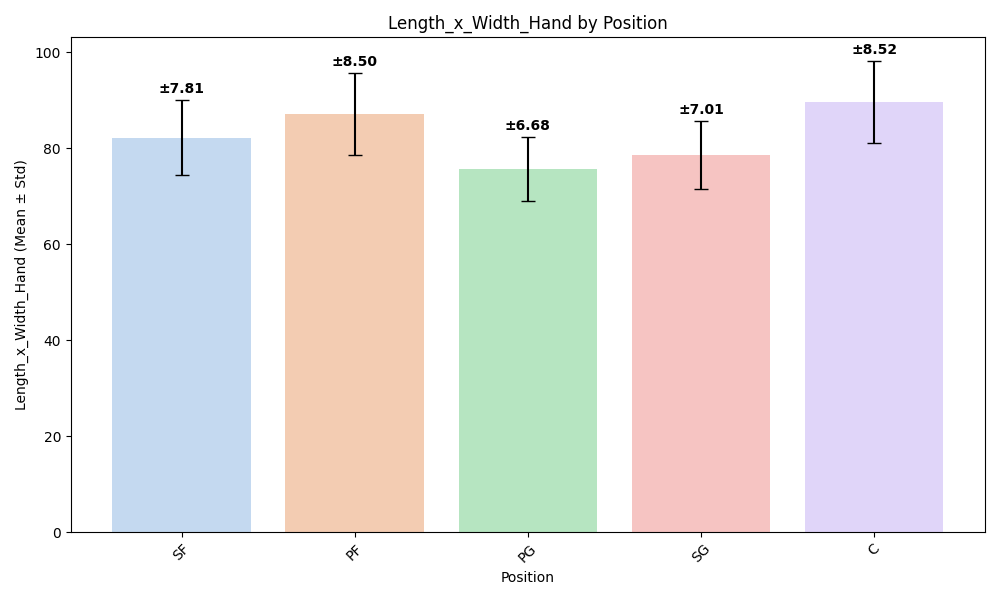 Length_x_Width_Hand by Position
±7.81
±8.50
±6.68
±7.01
±8.52
Length_x_Width_Hand (Mean ± Std)
100
80
60
40
20
0
SF
PF
PG
SG
C
Position